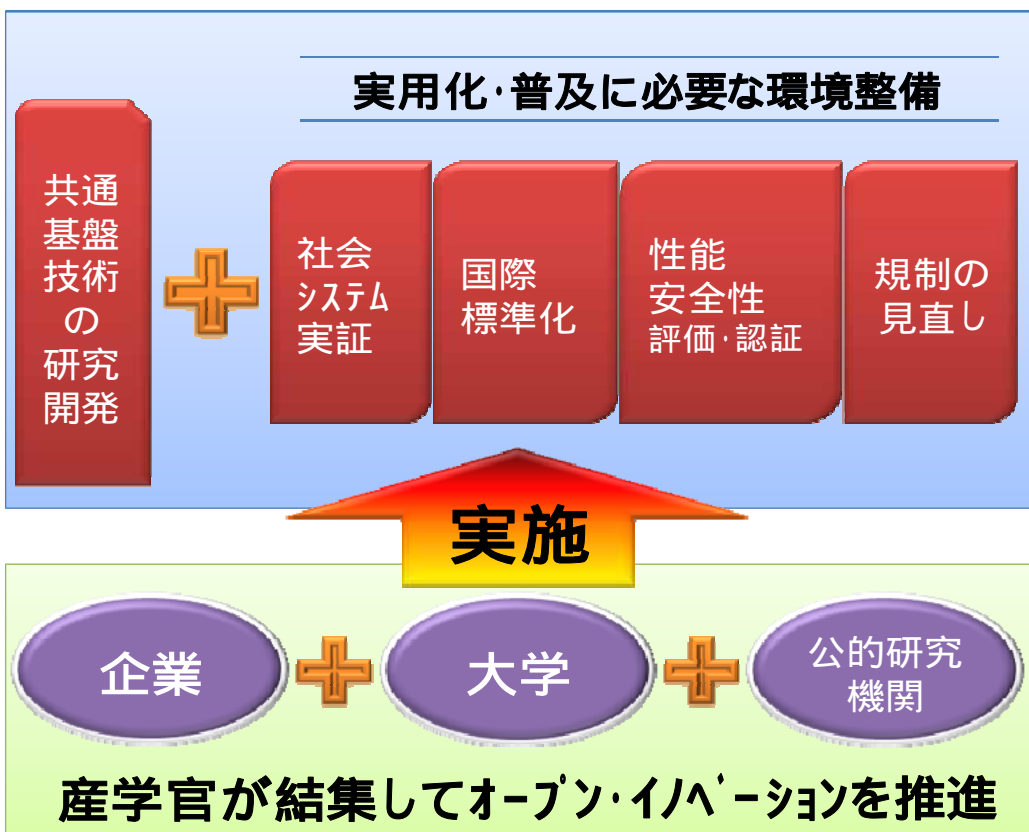 実用化・普及に必要な環境整備
共通
基盤
技術
の
研究
開発
社会
ｼｽﾃﾑ
実証
国際
標準化
性能
安全性
評価・認証
規制の
見直し
実施
企業
大学
公的研究
機関
産学官が結集してｵｰﾌﾟﾝ・ｲﾉﾍﾞｰｼｮﾝを推進